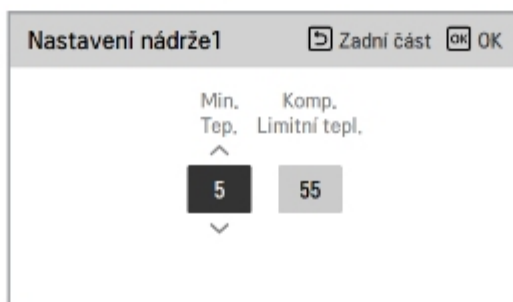 Nastavení nádrže1 Zadní část OK OK
Min. Komp.
Tep. Limitní tepl.
5 55